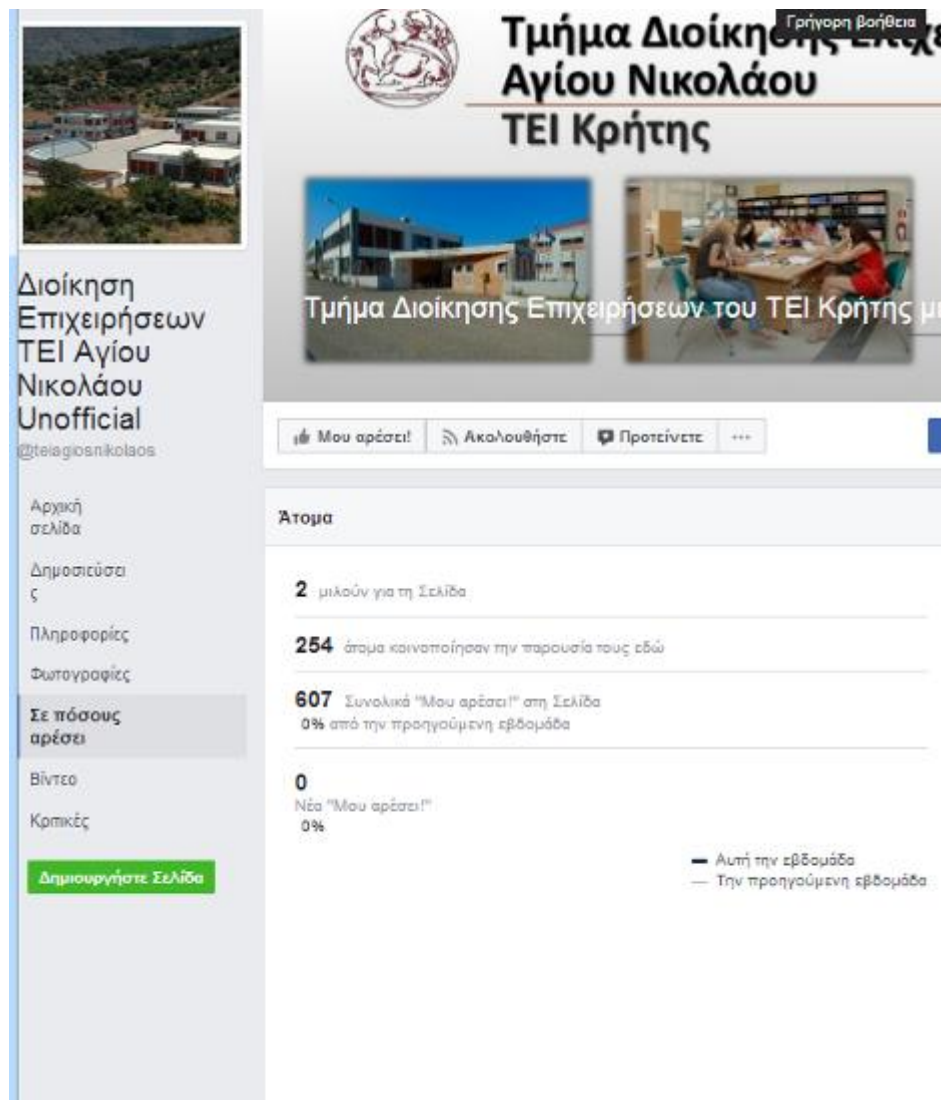 Γρήγορη βοήθεια
Τμήμα Διοίκησης Επιχε
Αγίου Νικολάου
ΤΕΙ Κρήτης
Τμήμα Διοίκησης Επιχειρήσεων του ΤΕΙ Κρήτης με
Διοίκηση
Επιχειρήσεων
ΤΕΙ Αγίου
Νικολάου
Unofficial
@teiagiosnikolaos
Μου αρέσει!
Ακολουθήστε
Προτείνετε
Αρχική
σελίδα
Δημοσιεύσει
ς
Πληροφορίες
Φωτογραφίες
Σε πόσους
αρέσει
Βίντεο
Κριτικές
Δημιουργήστε Σελίδα
Άτομα
2 μιλούν για τη Σελίδα
254 άτομα κοινοποίησαν την παρουσία τους εδώ
607 Συνολικά "Μου αρέσει!" στη Σελίδα
0% από την προηγούμενη εβδομάδα
0
Νέα "Μου αρέσει!"
0%
Αυτή την εβδομάδα
Την προηγούμενη εβδομάδα